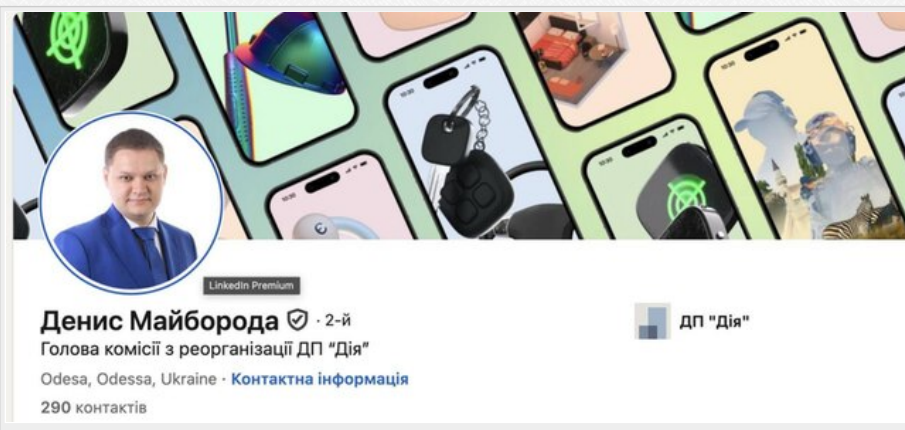 LinkedIn Premium
Денис Майборода · 2-й
Голова комісії з реорганізації ДП “Дія”
ДП "Дія"
Odesa, Odessa, Ukraine · Контактна інформація
290 контактів